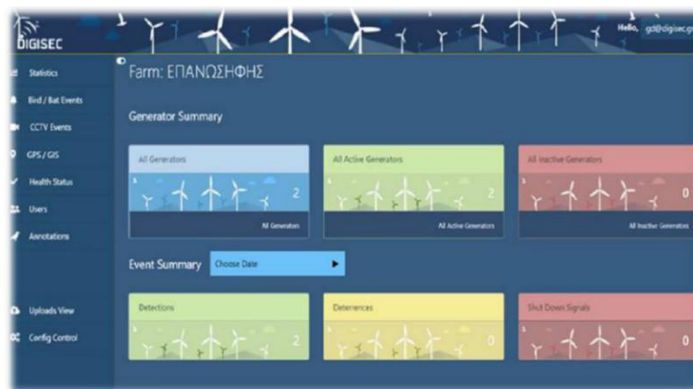 DIGISEC
Hello, gd@digisec.gr
Statistics
Bird / Bat Events
CCTV Events
GPS / GIS
Health Status
Users
Annotations
Uploads View
Config Control
Farm: ΕΠΑΝΩΣΗΦΗΣ
Generator Summary
All Generators
2
All Generators
All Active Generators
2
All Active Generators
All Inactive Generators
0
All Inactive Generators
Event Summary
Choose Date
Detections
2
Deterrences
0
Shut Down Signals
0